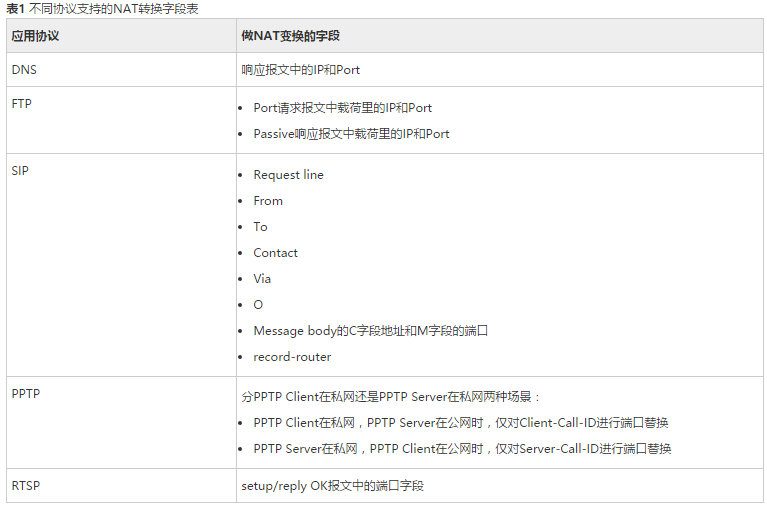 表1 不同协议支持的NAT转换字段表
应用协议
做NAT变换的字段
DNS
响应报文中的IP和Port
FTP
• Port请求报文中载荷里的IP和Port
• Passive响应报文中载荷里的IP和Port
SIP
• Request line
• From
• To
• Contact
• Via
• O
• Message body的C字段地址和M字段的端口
• record-router
PPTP
分PPTP Client在私网还是PPTP Server在私网两种场景：
• PPTP Client在私网，PPTP Server在公网时，仅对Client-Call-ID进行端口替换
• PPTP Server在私网，PPTP Client在公网时，仅对Server-Call-ID进行端口替换
RTSP
setup/reply OK报文中的端口字段